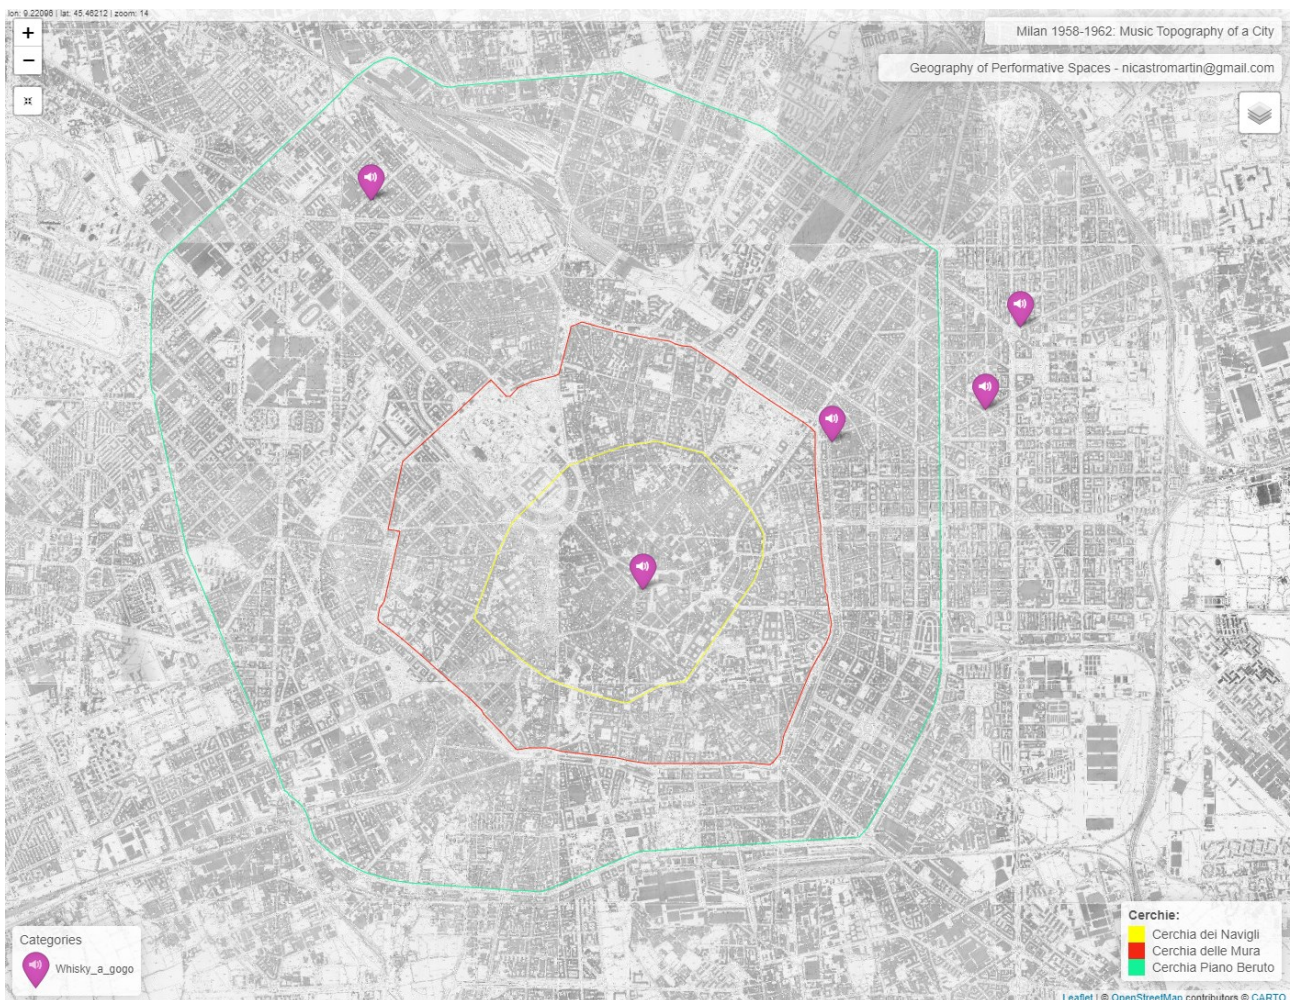 lon: 9.22096 | lat: 45.46212 | zoom: 14
+
Milan 1958-1962: Music Topography of a City
−
Geography of Performative Spaces - nicastromartin@gmail.com
Cerchie:
Cerchia dei Navigli
Cerchia delle Mura
Cerchia Piano Beruto
Categories
Whisky_a_gogo
Leaflet | © OpenStreetMap contributors © CARTO